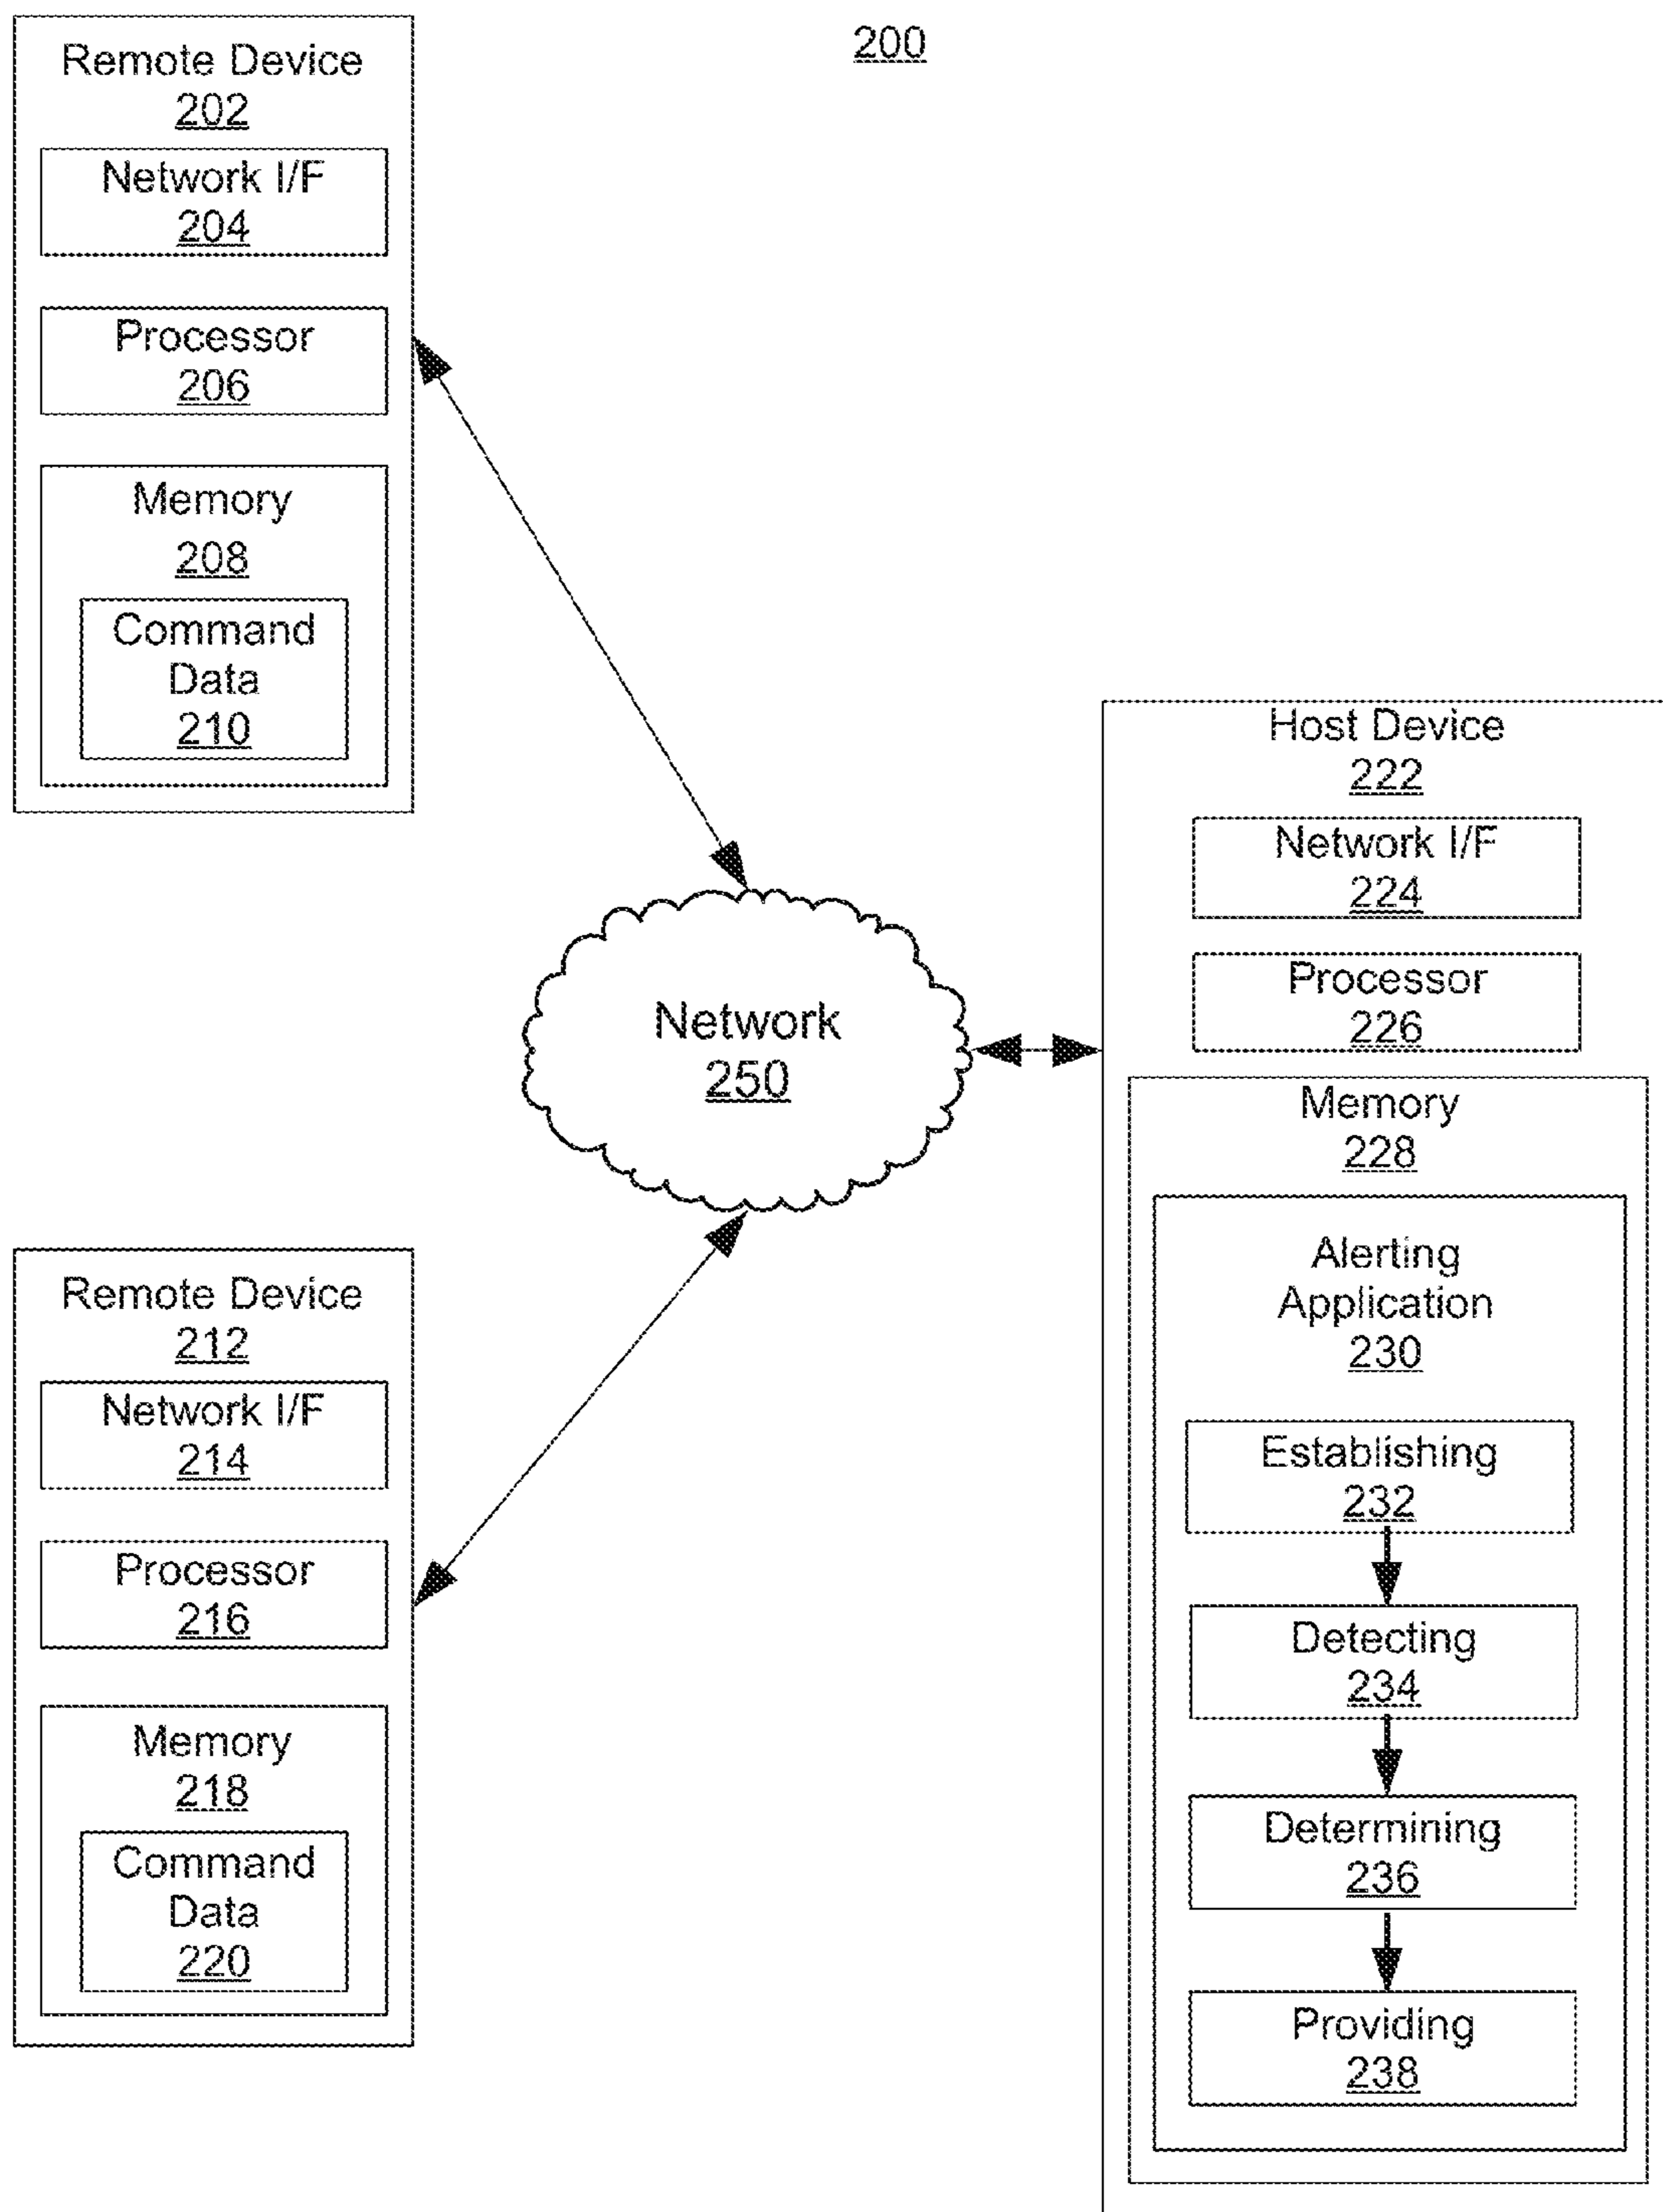 200
Remote Device
202
Network I/F
204
Processor
206
Memory
208
Command
Data
210
Network
250
Remote Device
212
Network I/F
214
Processor
216
Memory
218
Command
Data
220
Host Device
222
Network I/F
224
Processor
226
Memory
228
Alerting
Application
230
Establishing
232
Detecting
234
Determining
236
Providing
238